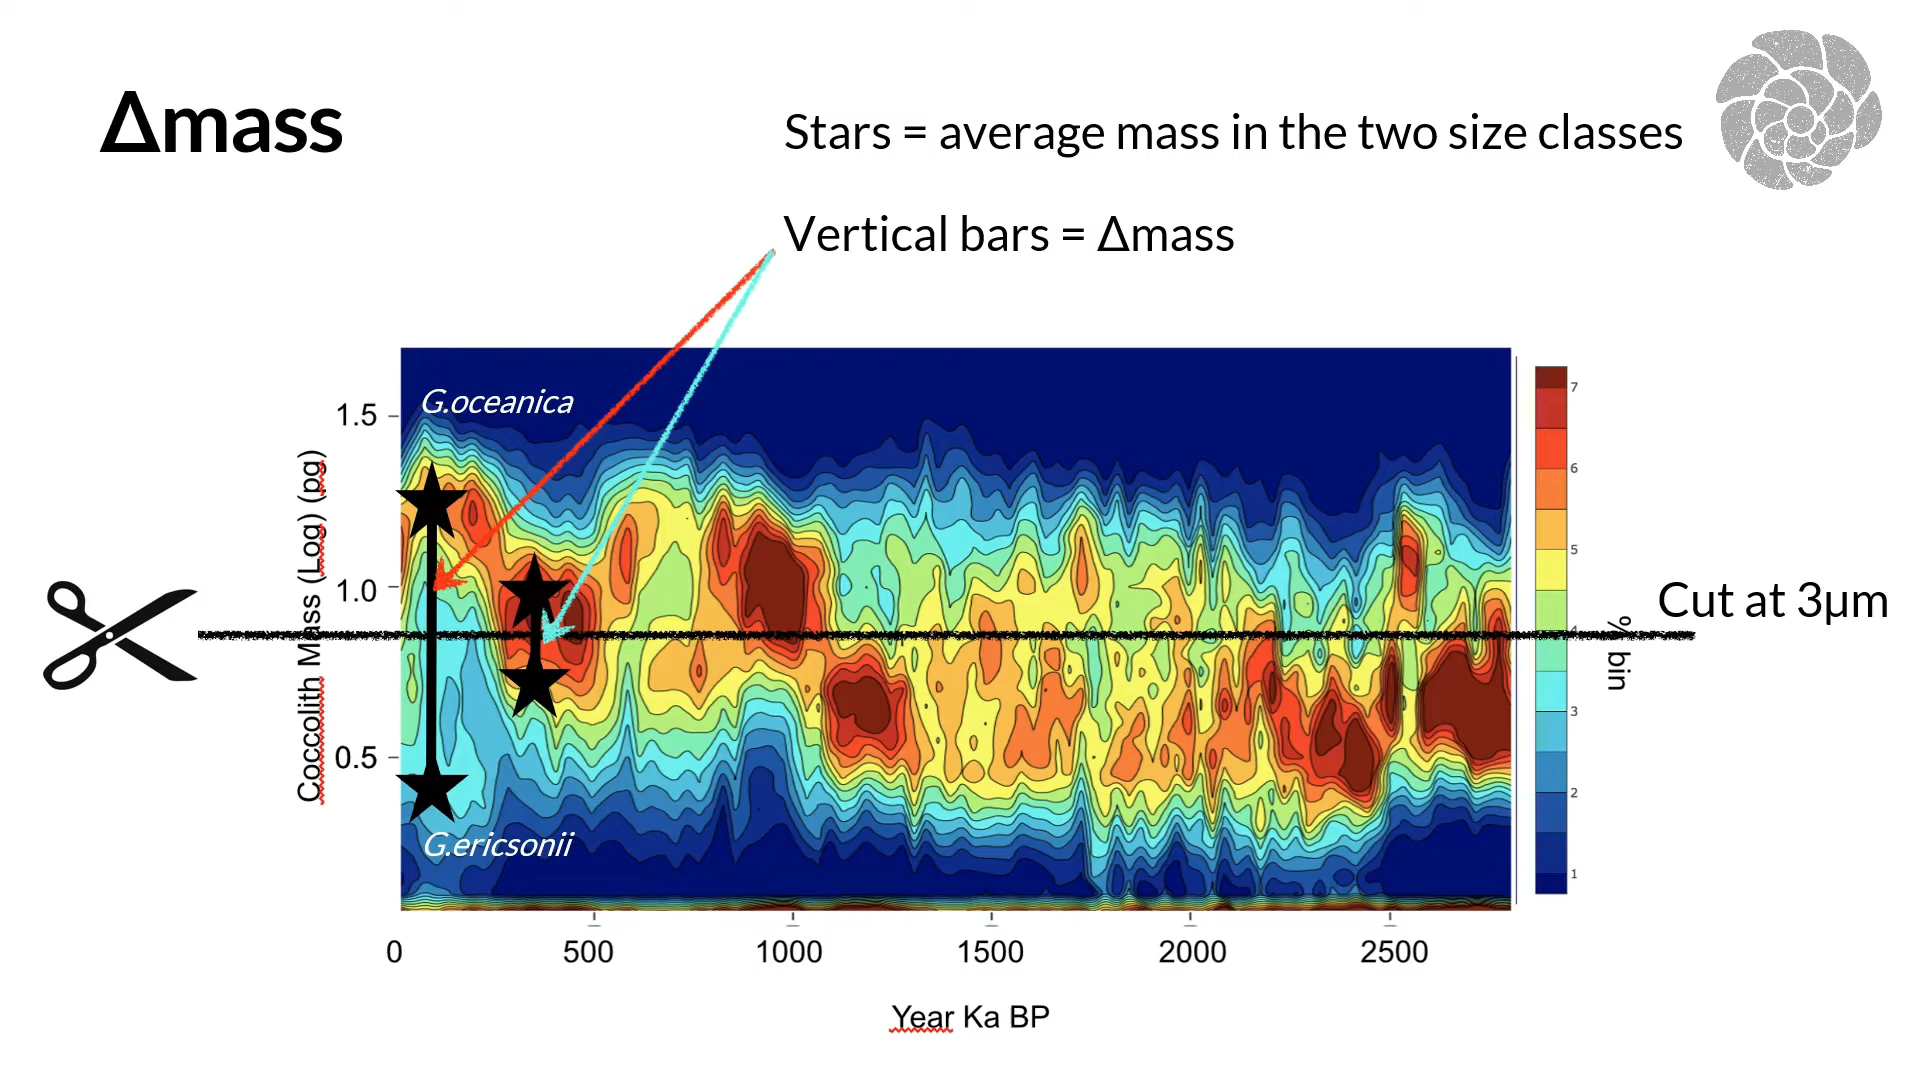 Δmass
Stars = average mass in the two size classes
Vertical bars = Δmass
G.oceanica
G.ericsonii
Coccolith Mass (Log) (pg)
1.5
1.0
0.5
0
500
1000
1500
2000
2500
Year Ka BP
7
6
5
4
3
2
1
% bin
Cut at 3µm